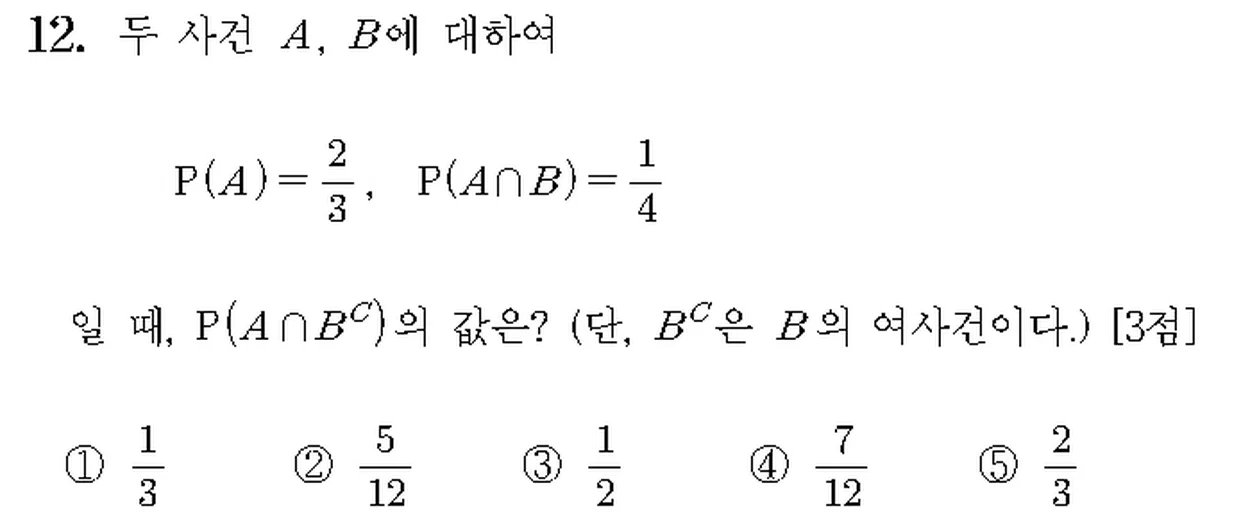 12. 두 사건 A, B에 대하여
P(A)=2/3, P(A∩B)=1/4
일 때, P(A∩B^C)의 값은? (단, B^C은 B의 여사건이다.) [3점]
① 1/3 ② 5/12 ③ 1/2 ④ 7/12 ⑤ 2/3